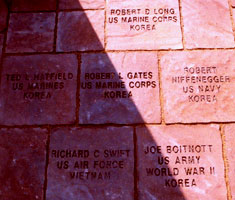 ROBERT D LONG
US MARINE CORPS
KOREA
TED L HATFIELD
US MARINES
KOREA
ROBERT L GATES
US MARINE CORPS
KOREA
ROBERT
NIFFENEGGER
US NAVY
KOREA
RICHARD C SWIFT
US AIR FORCE
VIETNAM
JOE BOITNOTT
US ARMY
WORLD WAR II
KOREA